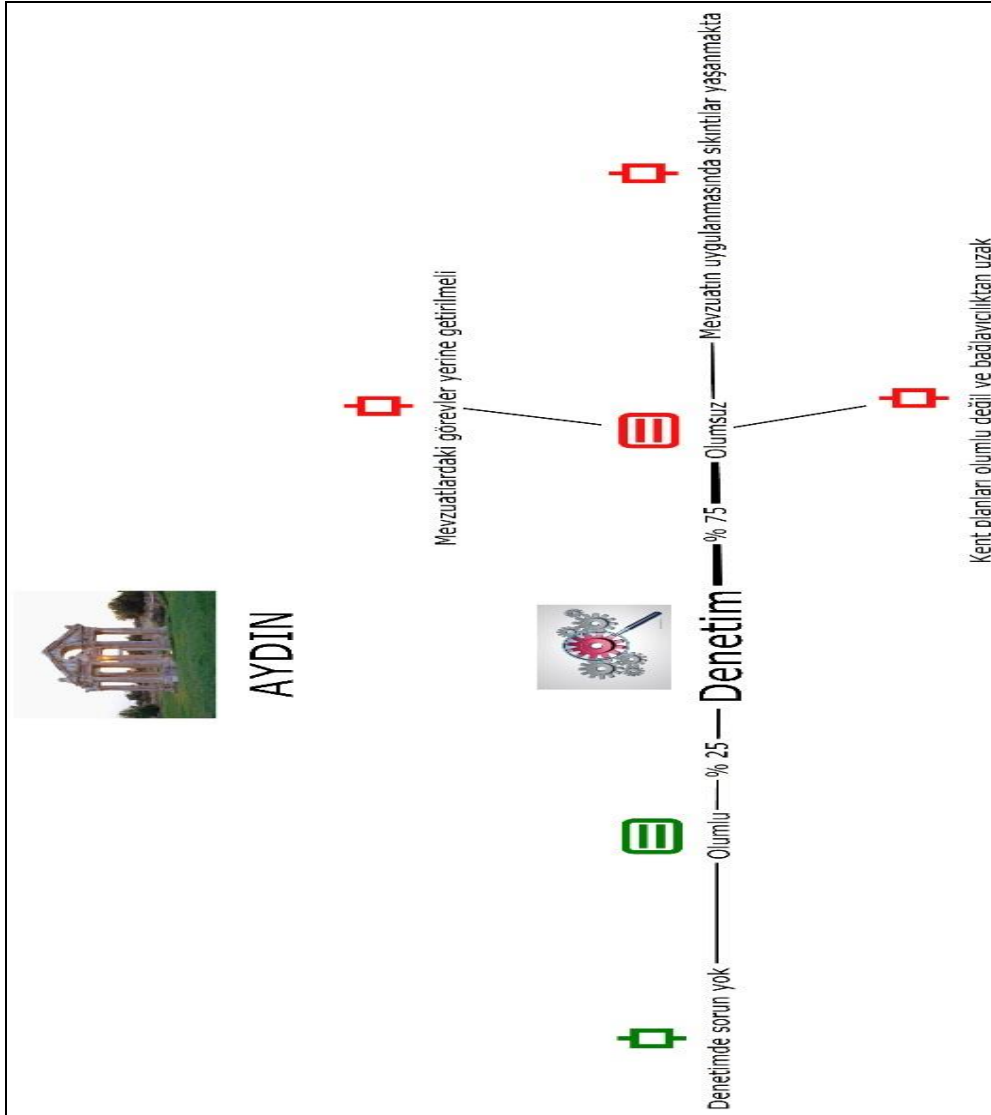 AYDIN
Mevzuatlardaki görevler yerine getirilmeli
Denetimde sorun yok
Olumlu
% 25
Denetim
% 75
Olumsuz
Mevzuatın uygulanmasında sıkıntılar yaşanmakta
Kent planları olumlu değil ve bağlayıcılıktan uzak